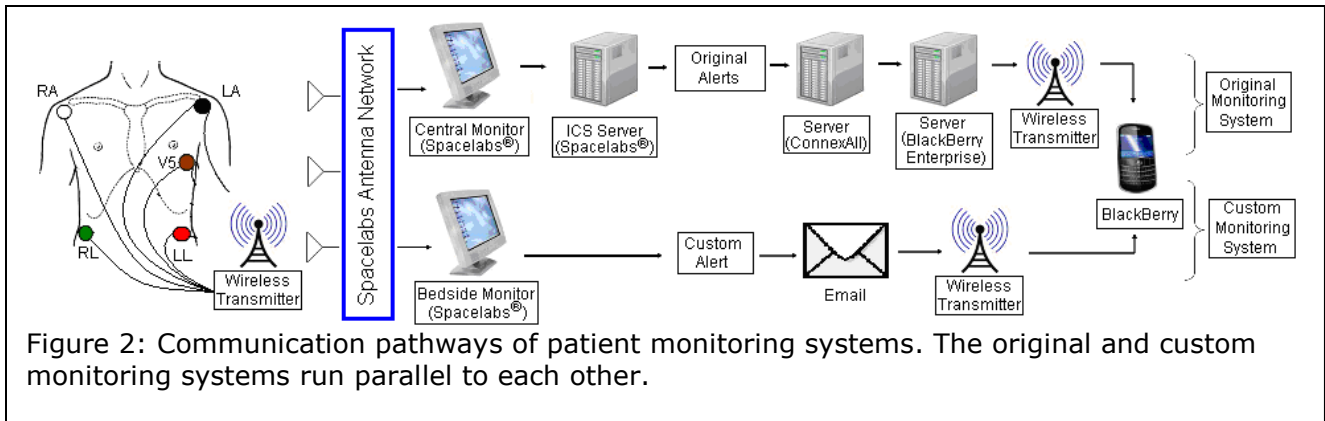 RA
LA
V5
RL
LL
Wireless
Transmitter
Spacelabs Antenna Network
Central Monitor
(Spacelabs®)
ICS Server
(Spacelabs®)
Original
Alerts
Server
(ConnexAll)
Server
(BlackBerry
Enterprise)
Wireless
Transmitter
Original
Monitoring
System
BlackBerry
Bedside Monitor
(Spacelabs®)
Custom
Alert
Email
Wireless
Transmitter
Custom
Monitoring
System
Figure 2: Communication pathways of patient monitoring systems. The original and custom
monitoring systems run parallel to each other.